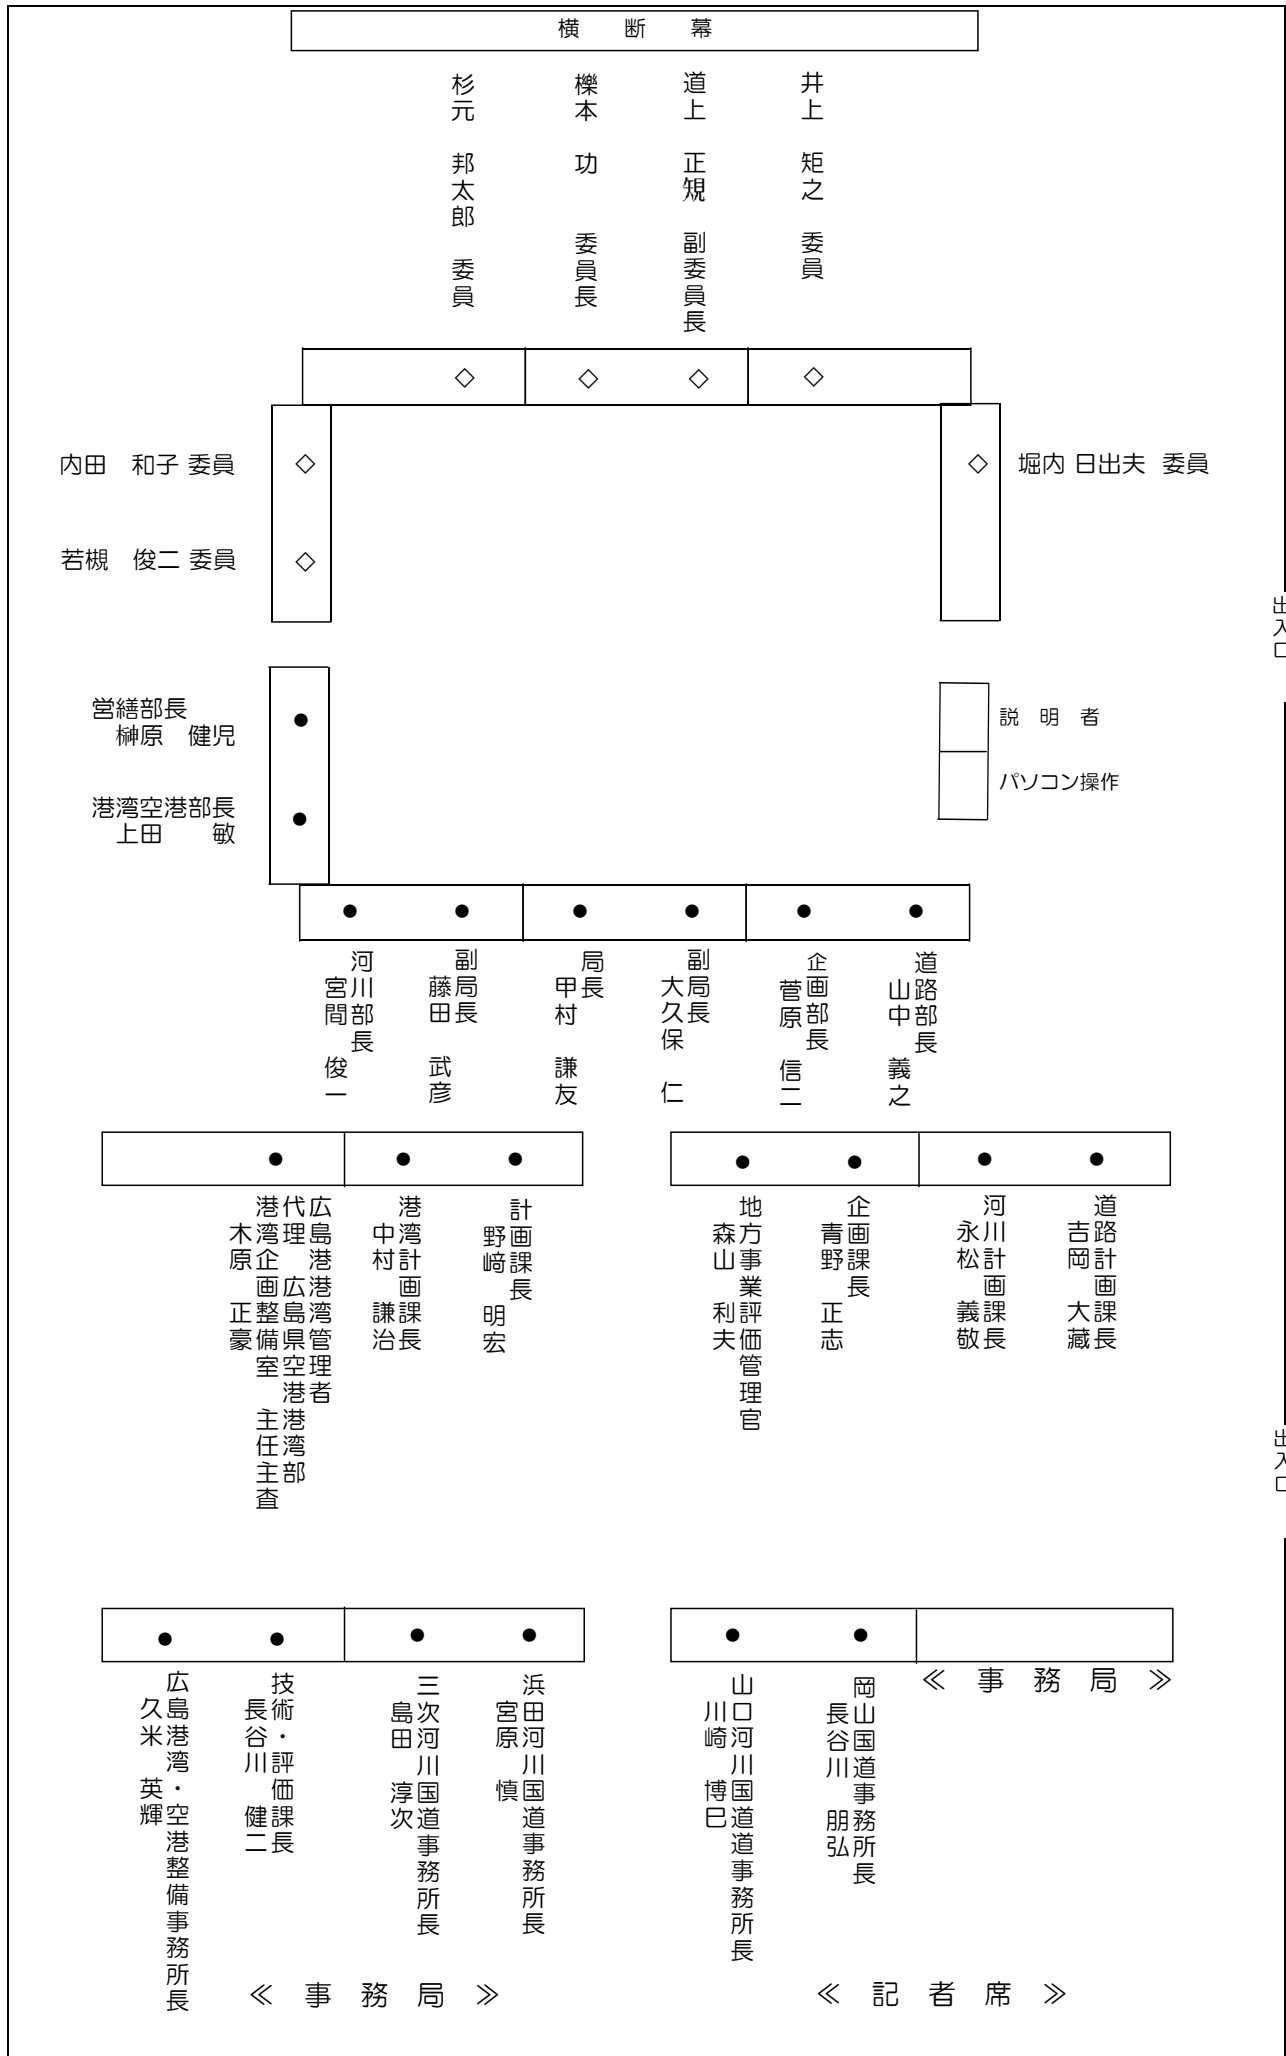 横 断 幕
杉元 邦太郎 委員
櫟本 功 委員長
道上 正䂓 副委員長
井上 矩之 委員
内田 和子 委員
堀内 日出夫 委員
若槻 俊二 委員
出入口
営繕部長
榊原 健児
説 明 者
港湾空港部長
上田 敏
パソコン操作
河川部長
宮間 俊一
副局長
藤田 武彦
局長
甲村 謙友
副局長
大久保 仁
企画部長
菅原 信二
道路部長
山中 義之
広島港港湾管理者
代理 広島県空港港湾部
港湾企画整備室 主任主査
木原 正豪
港湾計画課長
中村 謙治
計画課長
野﨑 明宏
地方事業評価管理官
森山 利夫
企画課長
青野 正志
河川計画課長
永松 義敬
道路計画課長
吉岡 大藏
出入口
広島港湾・空港整備事務所長
久米 英輝
技術・評価課長
長谷川 健二
三次河川国道事務所長
島田 淳次
浜田河川国道事務所長
宮原 慎
山口河川国道道事務所長
川崎 博巳
岡山国道事務所長
長谷川 朋弘
≪ 事 務 局 ≫
≪ 事 務 局 ≫
≪ 記 者 席 ≫